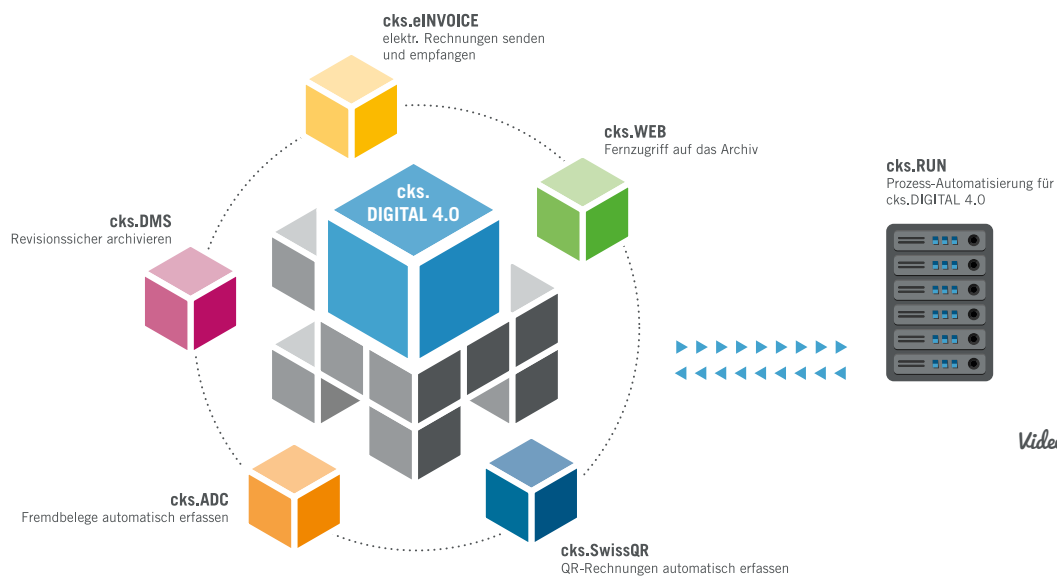 cks.eINVOICE
elektr. Rechnungen senden
und empfangen
cks.WEB
Fernzugriff auf das Archiv
cks.RUN
Prozess-Automatisierung für
cks.DIGITAL 4.0
cks.
DIGITAL 4.0
cks.DMS
Revisionssicher archivieren
cks.ADC
Fremdbelege automatisch erfassen
cks.SwissQR
QR-Rechnungen automatisch erfassen